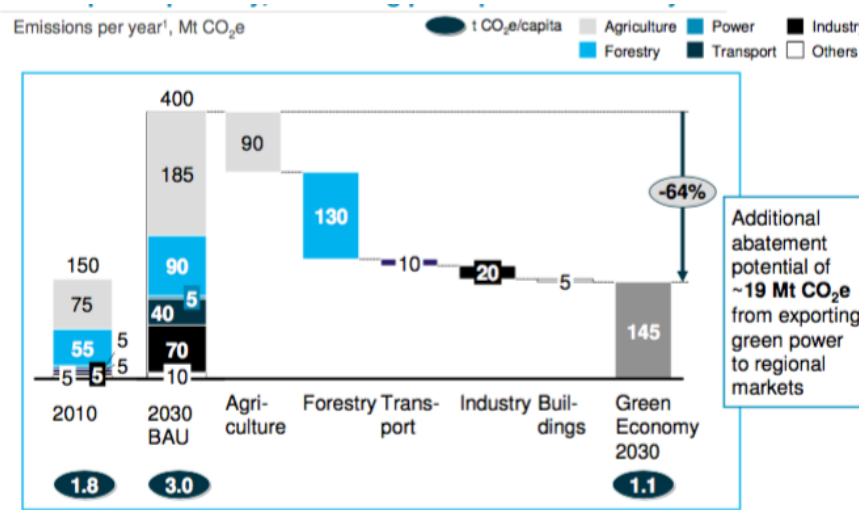 Emissions per year¹, Mt CO₂e
t CO₂e/capita
Agriculture
Power
Industry
Forestry
Transport
Others
400
90
185
-64%
130
150
90
10
20
5
75
5
40
145
55
5
70
5
5
5
10
2010
2030
BAU
Agri-
culture
Forestry
Trans-
port
Industry
Buil-
dings
Green
Economy
2030
1.8
3.0
1.1
Additional
abatement
potential of
~19 Mt CO₂e
from exporting
green power
to regional
markets